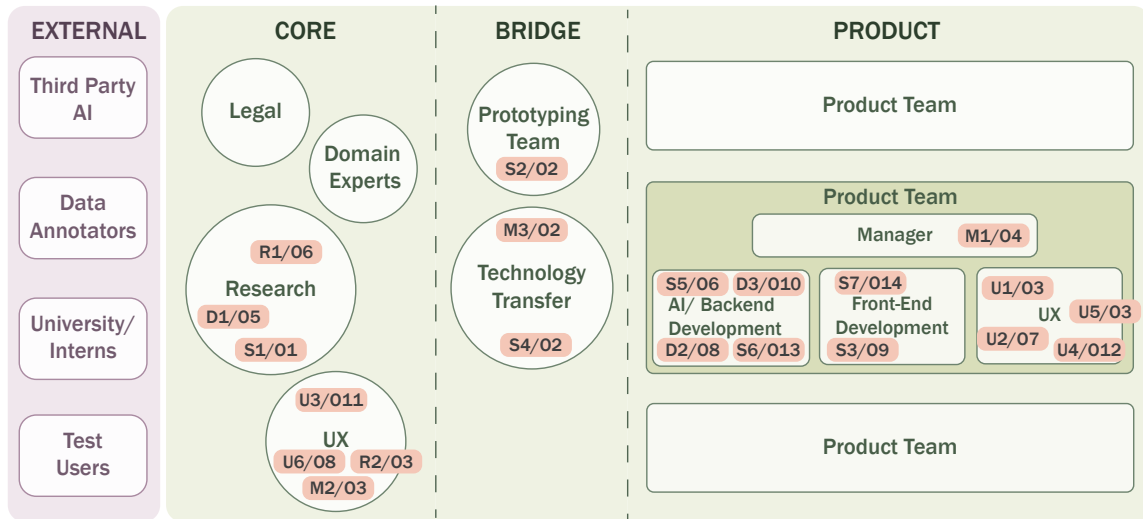 EXTERNAL
Third Party
AI
Data
Annotators
University/
Interns
Test
Users
CORE
Legal
Domain
Experts
R1/06
Research
D1/05
S1/01
U3/011
UX
U6/08 R2/03
M2/03
BRIDGE
Prototyping
Team
S2/02
M3/02
Technology
Transfer
S4/02
PRODUCT
Product Team
Product Team
Manager M1/04
S5/06 D3/010
AI/ Backend
Development
D2/08 S6/013
S7/014
Front-End
Development
S3/09
U1/03
UX U5/03
U2/07
U4/012
Product Team